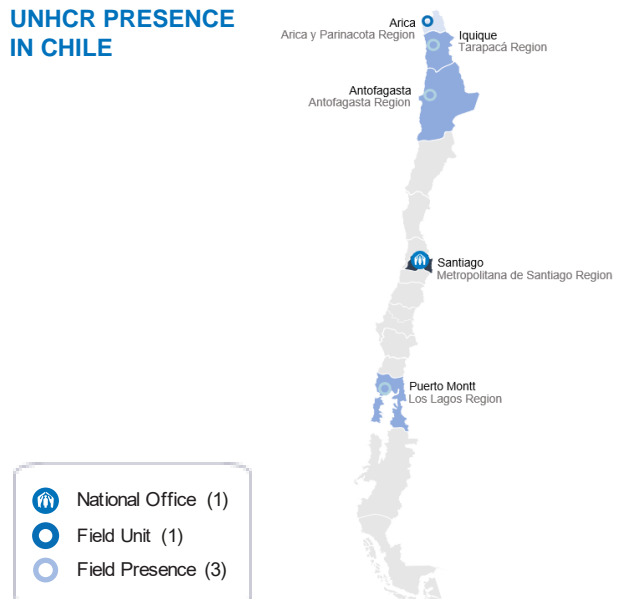 UNHCR PRESENCE
IN CHILE
Arica
Arica y Parinacota Region
Iquique
Tarapacá Region
Antofagasta
Antofagasta Region
Santiago
Metropolitana de Santiago Region
Puerto Montt
Los Lagos Region
National Office (1)
Field Unit (1)
Field Presence (3)